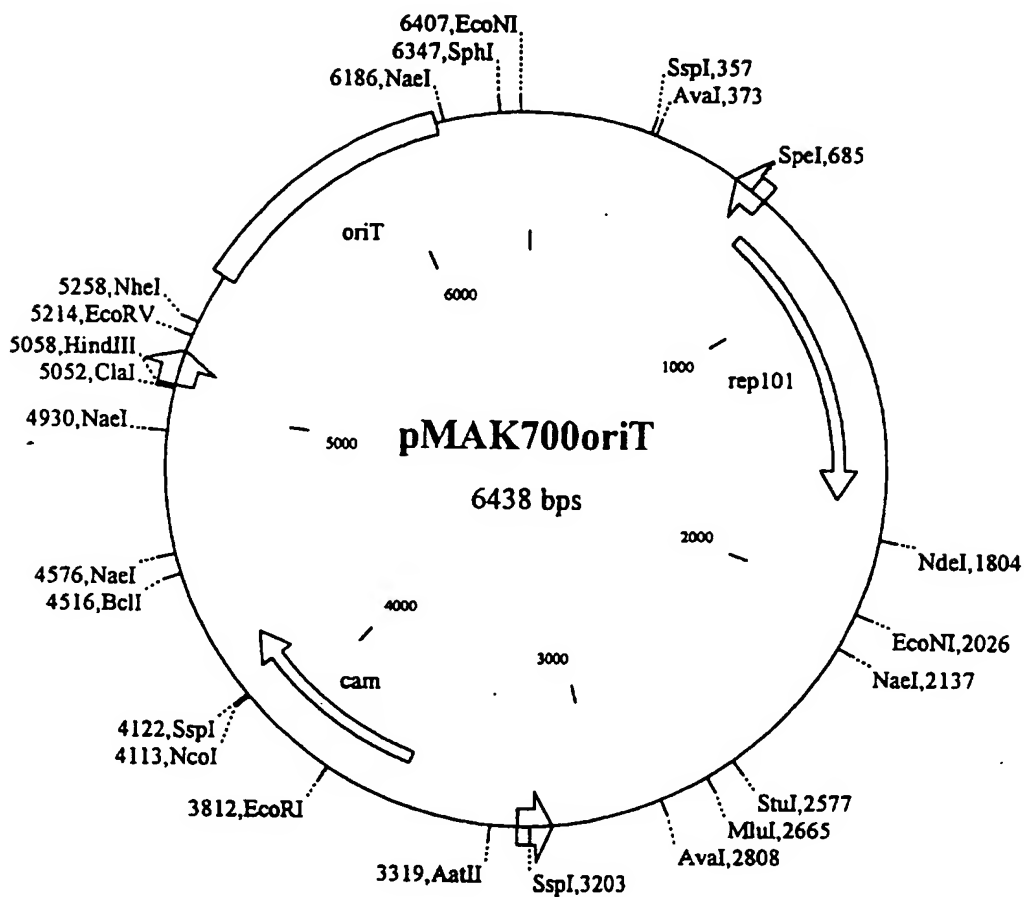 6407,EcoNI
6347,SphI
6186,NaeI
SspI,357
AvaI,373
SpeI,685
oriT
6000
5258,NheI
5214,EcoRV
5058,HindIII
5052,ClaI
4930,NaeI
1000
rep101
5000
pMAK700oriT
6438 bps
2000
NdeI,1804
4576,NaeI
4516,BclI
4000
EcoNI,2026
NaeI,2137
3000
cam
4122,SspI
4113,NcoI
3812,EcoRI
StuI,2577
MluI,2665
AvaI,2808
3319,AatII
SspI,3203